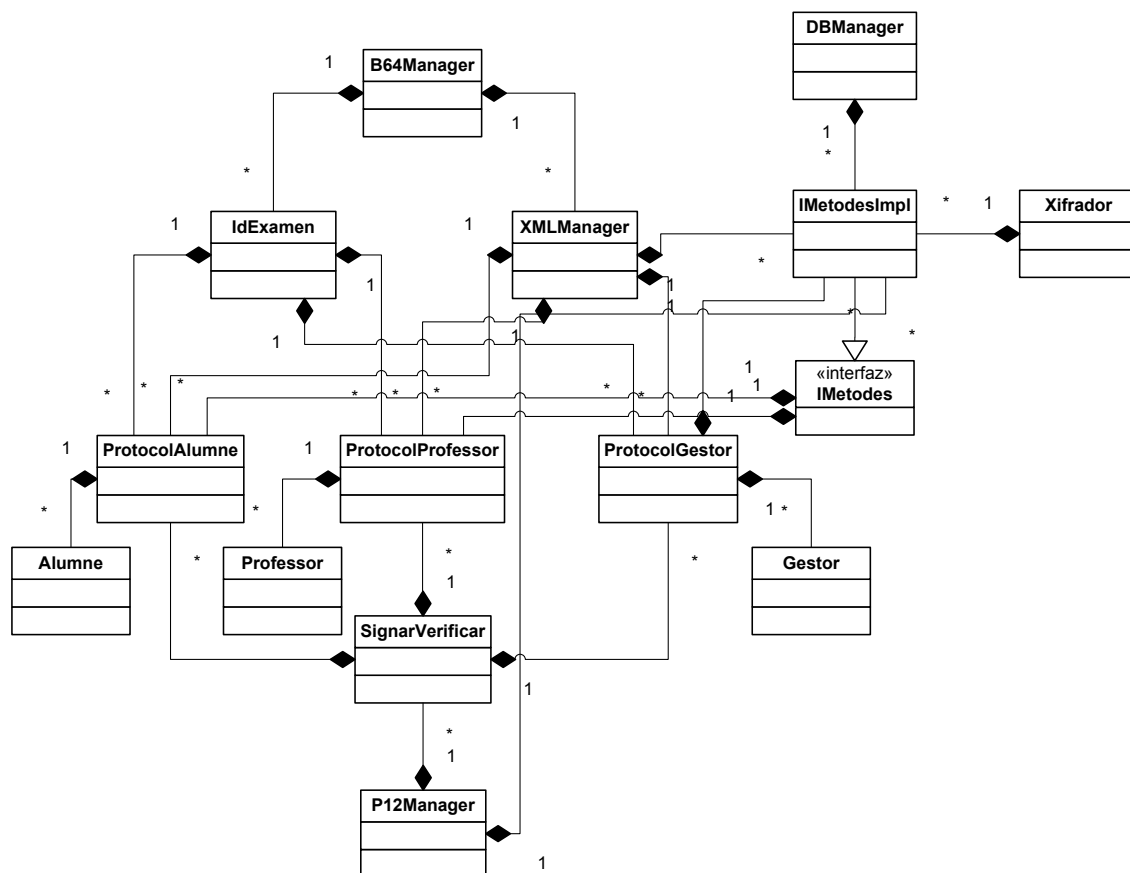 DBManager
1
B64Manager
1
1
*
*
*
IdExamen
XMLManager
IMetodesImpl
*
1
Xifrador
1
1
1
*
1
1
1
1
*
*
«interfaz»
IMetodes
1
1
1
*
*
*
*
*
*
*
*
*
1
ProtocolAlumne
1
ProtocolProfessor
1
ProtocolGestor
*
*
1
*
Alumne
*
Professor
*
*
Gestor
1
SignarVerificar
1
*
1
P12Manager
1